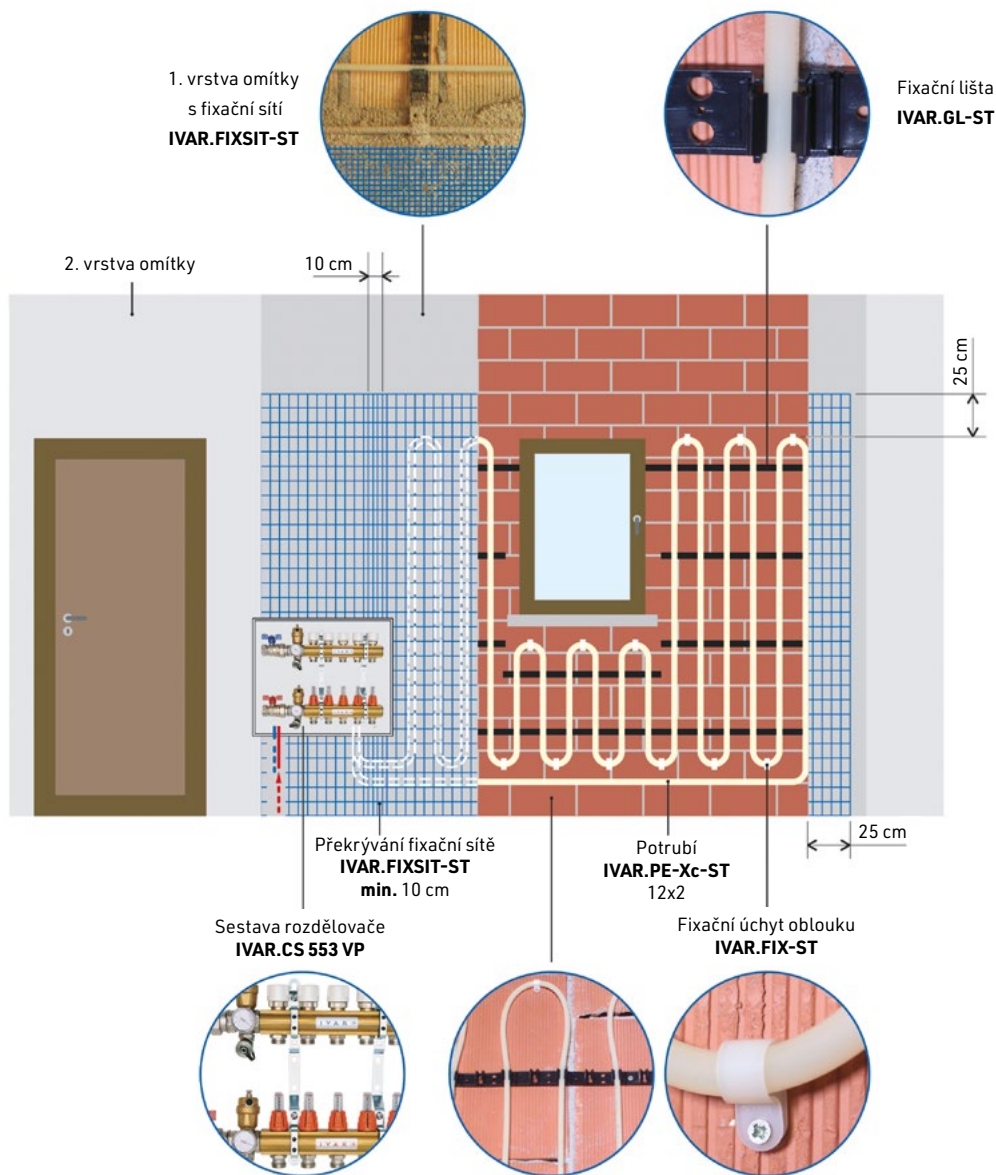 1. vrstva omítky
s fixační sítí
IVAR.FIXSIT-ST
Fixační lišta
IVAR.GL-ST
2. vrstva omítky
10 cm
25 cm
Překrývání fixační sítě
IVAR.FIXSIT-ST
min. 10 cm
Potrubí
IVAR.PE-Xc-ST
12x2
25 cm
Sestava rozdělovače
IVAR.CS 553 VP
Fixační úchyt oblouku
IVAR.FIX-ST
IVAR
IVAR